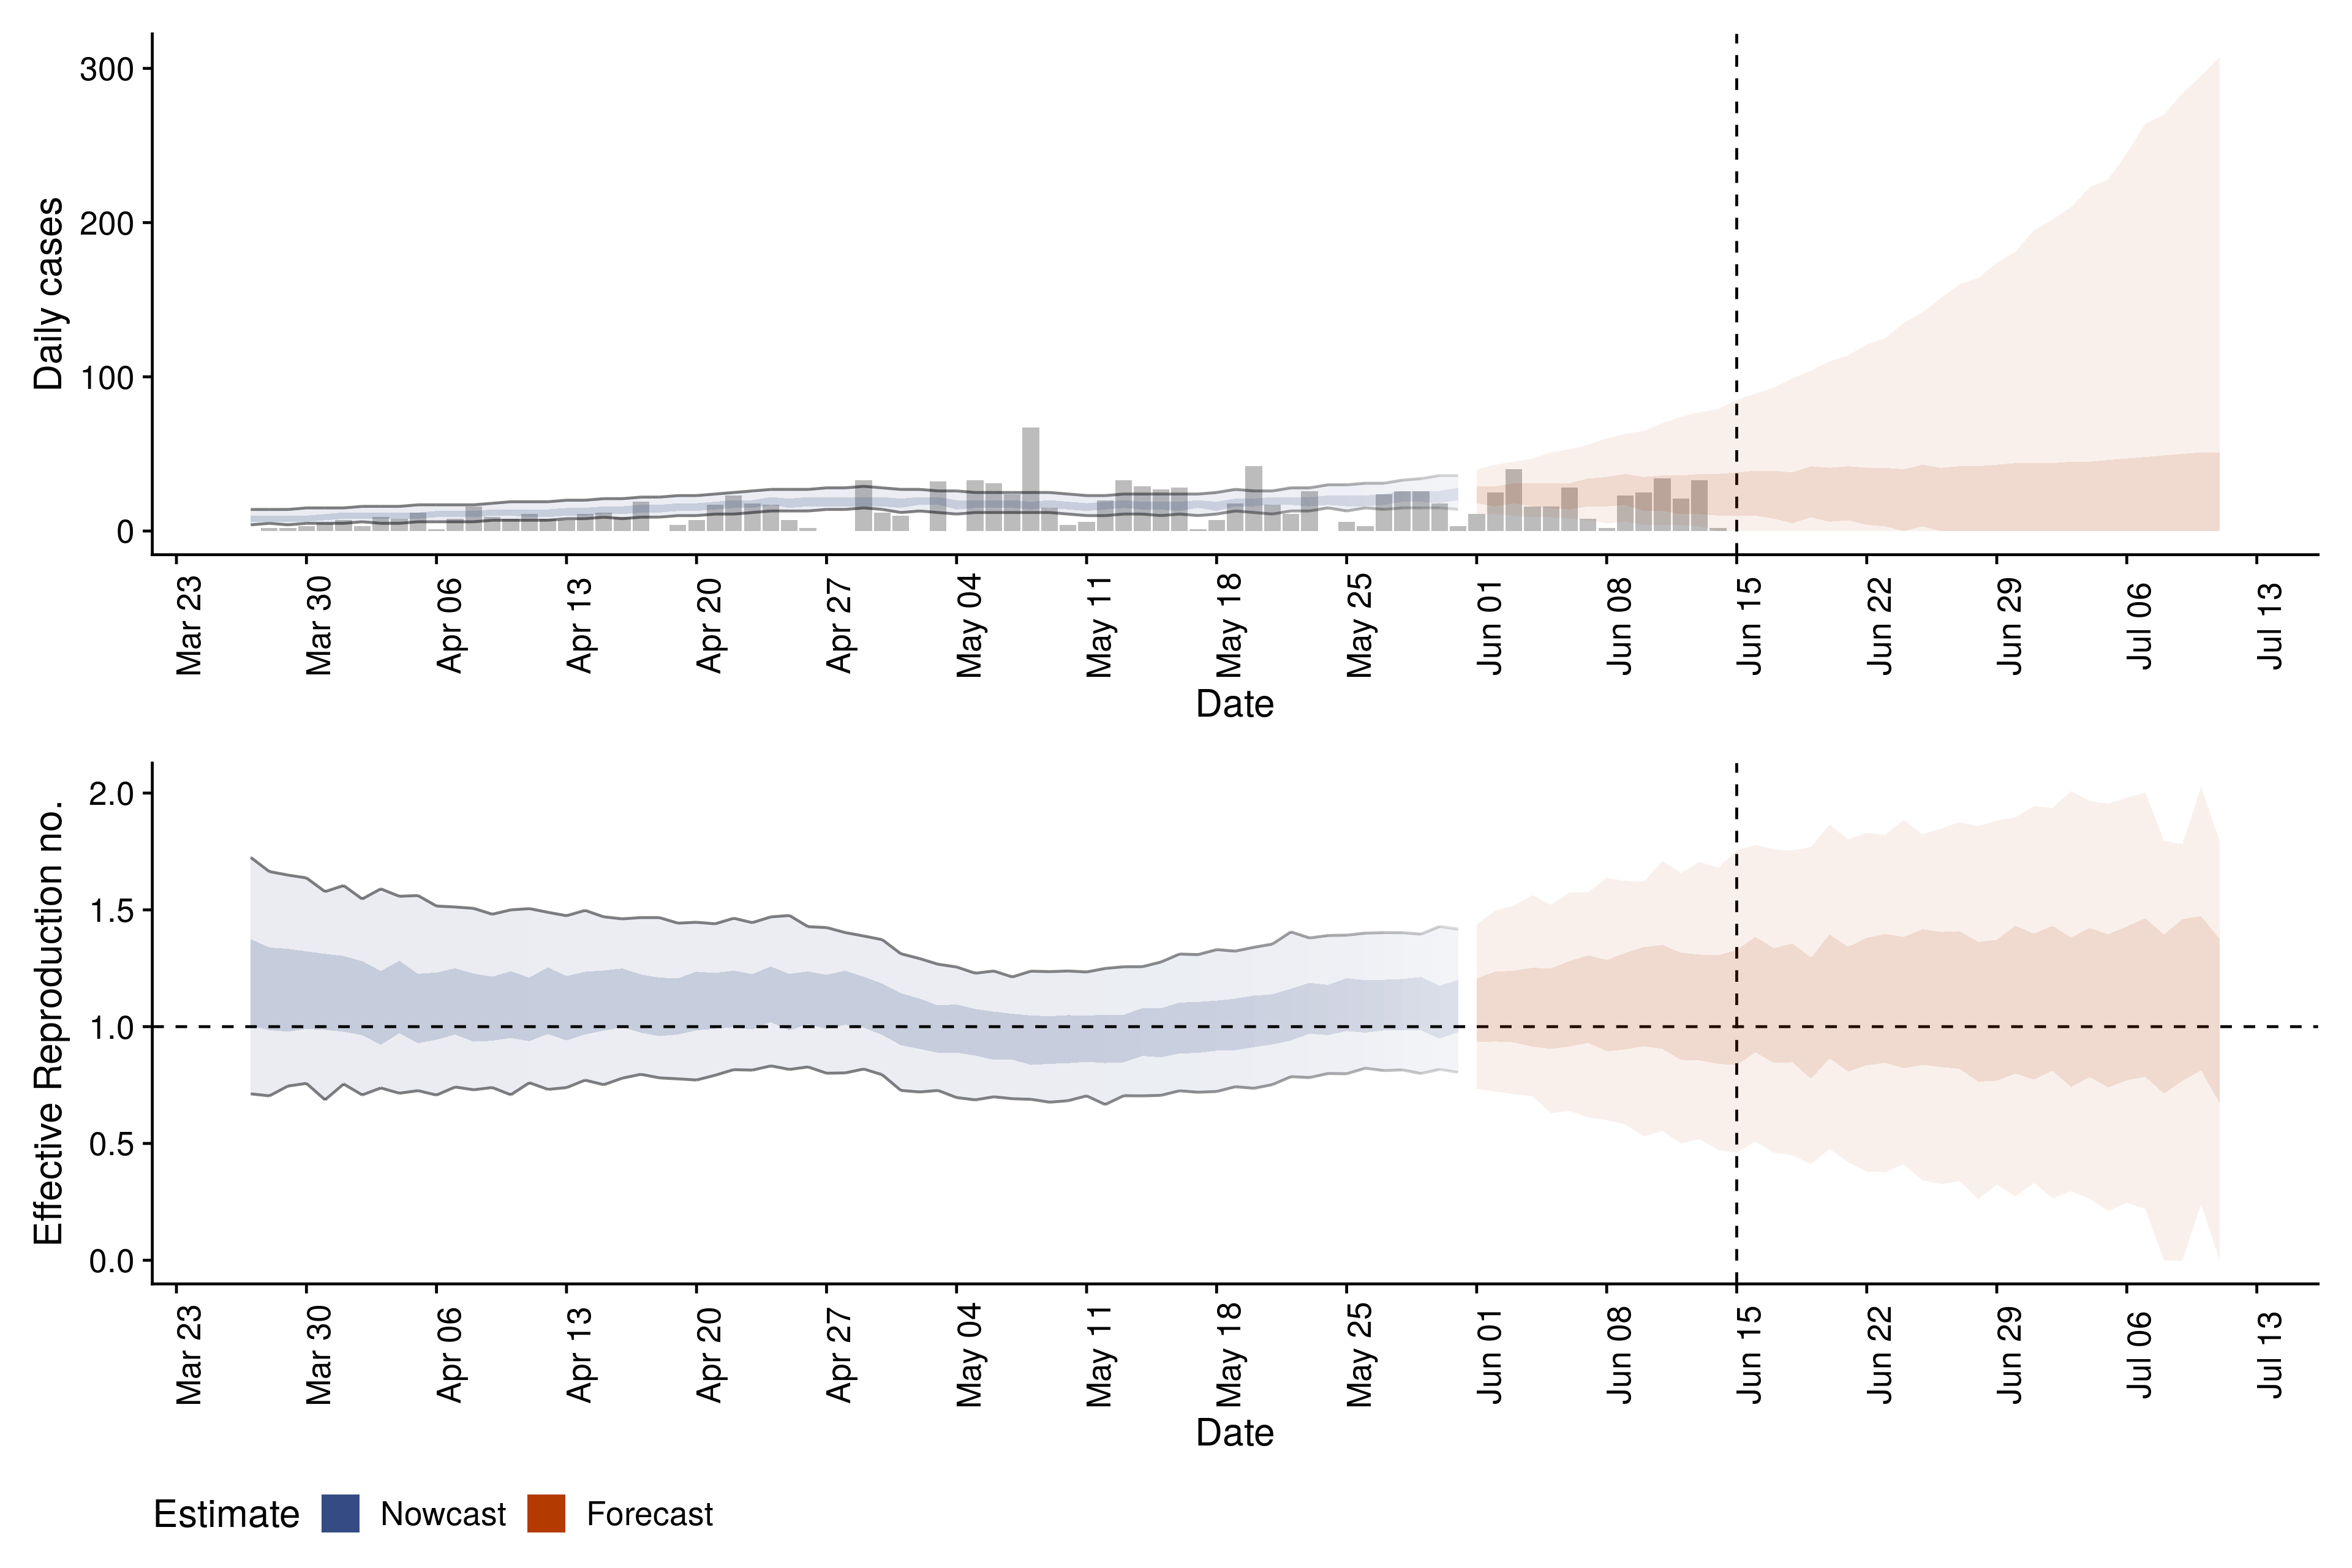 Daily cases
300
200
100
0
Mar 23
Mar 30
Apr 06
Apr 13
Apr 20
Apr 27
May 04
May 11
May 18
May 25
Jun 01
Jun 08
Jun 15
Jun 22
Jun 29
Jul 06
Jul 13
Date
Effective Reproduction no.
2.0
1.5
1.0
0.5
0.0
Mar 23
Mar 30
Apr 06
Apr 13
Apr 20
Apr 27
May 04
May 11
May 18
May 25
Jun 01
Jun 08
Jun 15
Jun 22
Jun 29
Jul 06
Jul 13
Date
Estimate Nowcast Forecast